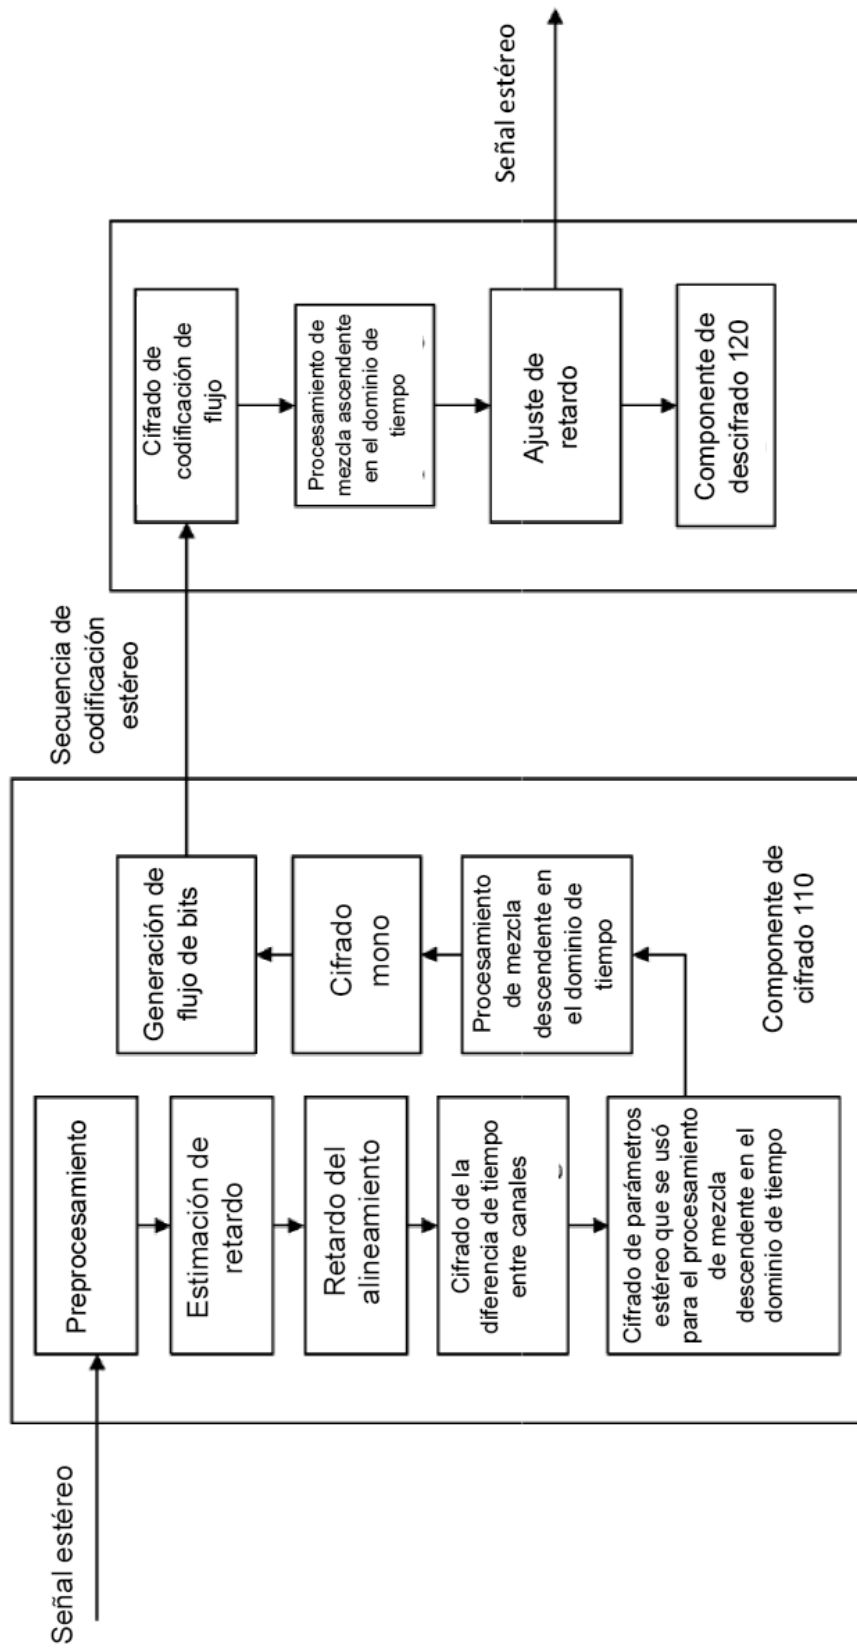 Señal estéreo
Preprocesamiento
Estimación de
retardo
Retardo del
alineamiento
Cifrado de la
diferencia de tiempo
entre canales
Cifrado de parámetros
estéreo que se usó
para el procesamiento
de mezcla
descendente en el
dominio de tiempo
Procesamiento
de mezcla
descendente en
el dominio de
tiempo
Cifrado
mono
Generación de
flujo de bits
Componente de
cifrado 110
Secuencia de
codificación
estéreo
Cifrado de
codificación de
flujo
Procesamiento de
mezcla ascendente
en el dominio de
tiempo
Ajuste de
retardo
Componente de
descifrado 120
Señal estéreo